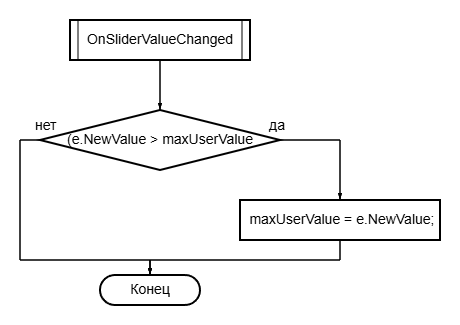 OnSliderValueChanged
нет
да
(e.NewValue > maxUserValue
maxUserValue = e.NewValue;
Конец